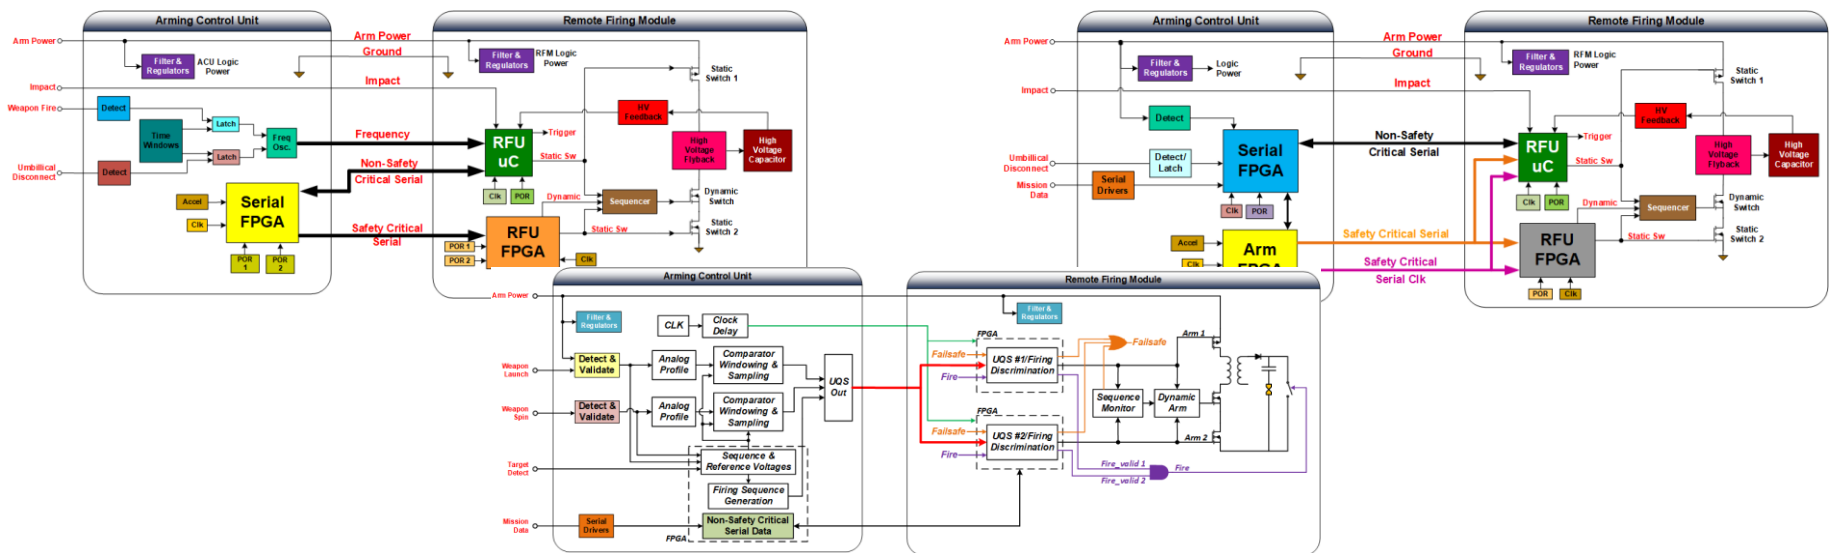 Arming Control Unit
Remote Firing Module
Arm Power
Arm Power
Ground
Filter &
Regulators
ACU Logic
Power
Filter &
Regulators
RFM Logic
Power
Static
Switch 1
Impact
Impact
Weapon Fire
Detect
Latch
Time
Windows
Freq
Osc.
Latch
Umbillical
Disconnect
Detect
Frequency
Non-Safety
Critical Serial
HV
Feedback
RFU
uC
Trigger
Static Sw
High
Voltage
Flyback
High
Voltage
Capacitor
Clk
POR
Accel
Clk
Serial
FPGA
POR
1
POR
2
Safety Critical
Serial
Dynamic
Sequencer
Dynamic
Switch
RFU
FPGA
Static Sw
Static
Switch 2
POR 1
POR 2
Clk
Arming Control Unit
Remote Firing Module
Arm Power
Arm Power
Ground
Filter &
Regulators
Logic
Power
Filter &
Regulators
RFM Logic
Power
Static
Switch 1
Impact
Impact
Detect
HV
Feedback
Serial
FPGA
Non-Safety
Critical Serial
RFU
uC
Trigger
Static Sw
High
Voltage
Flyback
High
Voltage
Capacitor
Umbillical
Disconnect
Detect/
Latch
Mission
Data
Serial
Drivers
Clk
POR
Clk
POR
Dynamic
Sequencer
Dynamic
Switch
Accel
Clk
Arm
FPGA
Safety Critical Serial
Safety Critical
Serial Clk
RFU
FPGA
Static Sw
Static
Switch 2
POR
Clk
Arming Control Unit
Remote Firing Module
Arm Power
Filter &
Regulators
CLK
Clock
Delay
Filter &
Regulators
Weapon
Launch
Detect &
Validate
Analog
Profile
Comparator
Windowing &
Sampling
UQS
Out
Weapon
Spin
Detect &
Validate
Analog
Profile
Comparator
Windowing &
Sampling
Target
Detect
Sequence &
Reference Voltages
Firing Sequence
Generation
Mission
Data
Serial
Drivers
Non-Safety Critical
Serial Data
FPGA
FPGA
Failsafe
Fire
UQS #1/Firing
Discrimination
Failsafe
Arm 1
FPGA
Failsafe
Fire
UQS #2/Firing
Discrimination
Sequence
Monitor
Dynamic
Arm
Arm 2
Fire_valid 1
Fire_valid 2
Fire